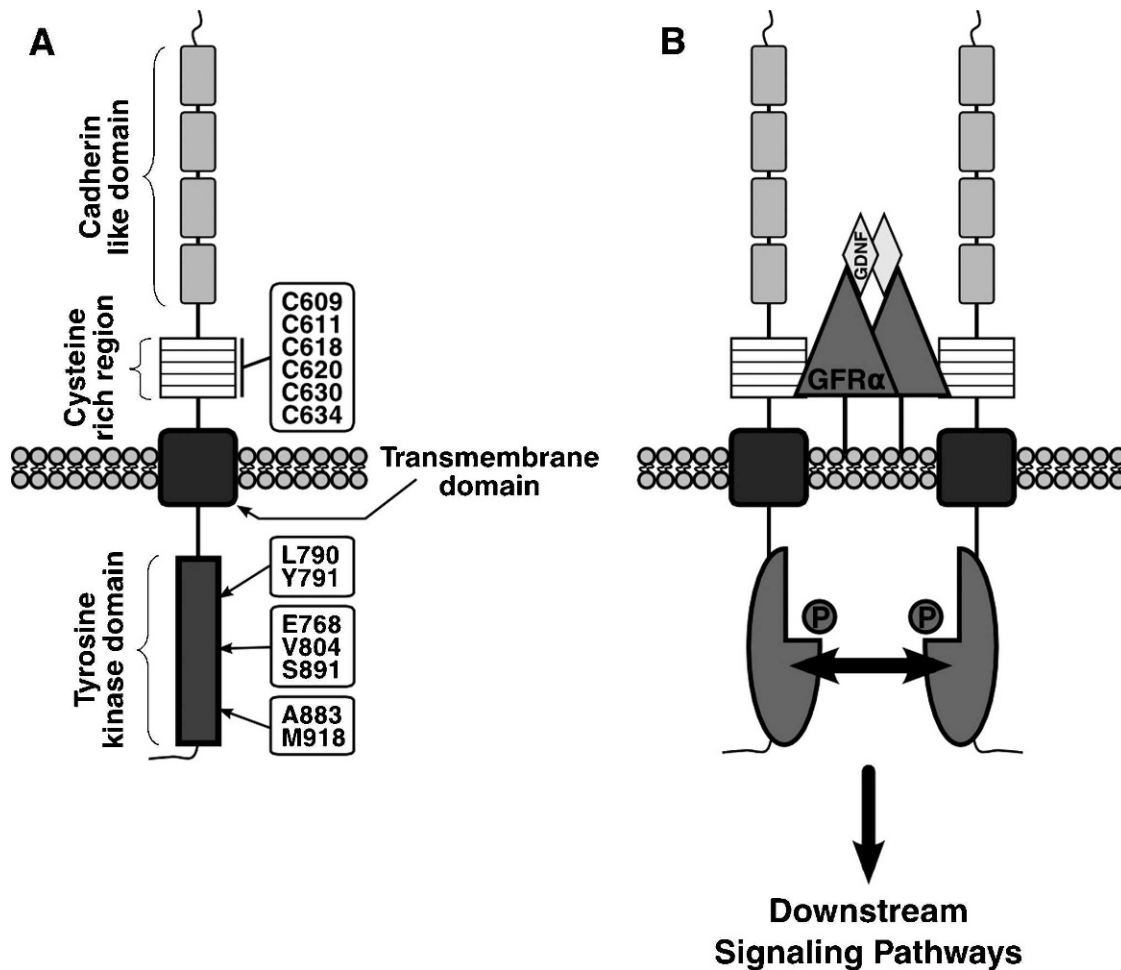 A
Cadherin
like domain
Cysteine
rich region
C609
C611
C618
C620
C630
C634
Transmembrane
domain
Tyrosine
kinase domain
L790
Y791
E768
V804
S891
A883
M918
B
GDNF
GFRα
P
P
Downstream
Signaling Pathways